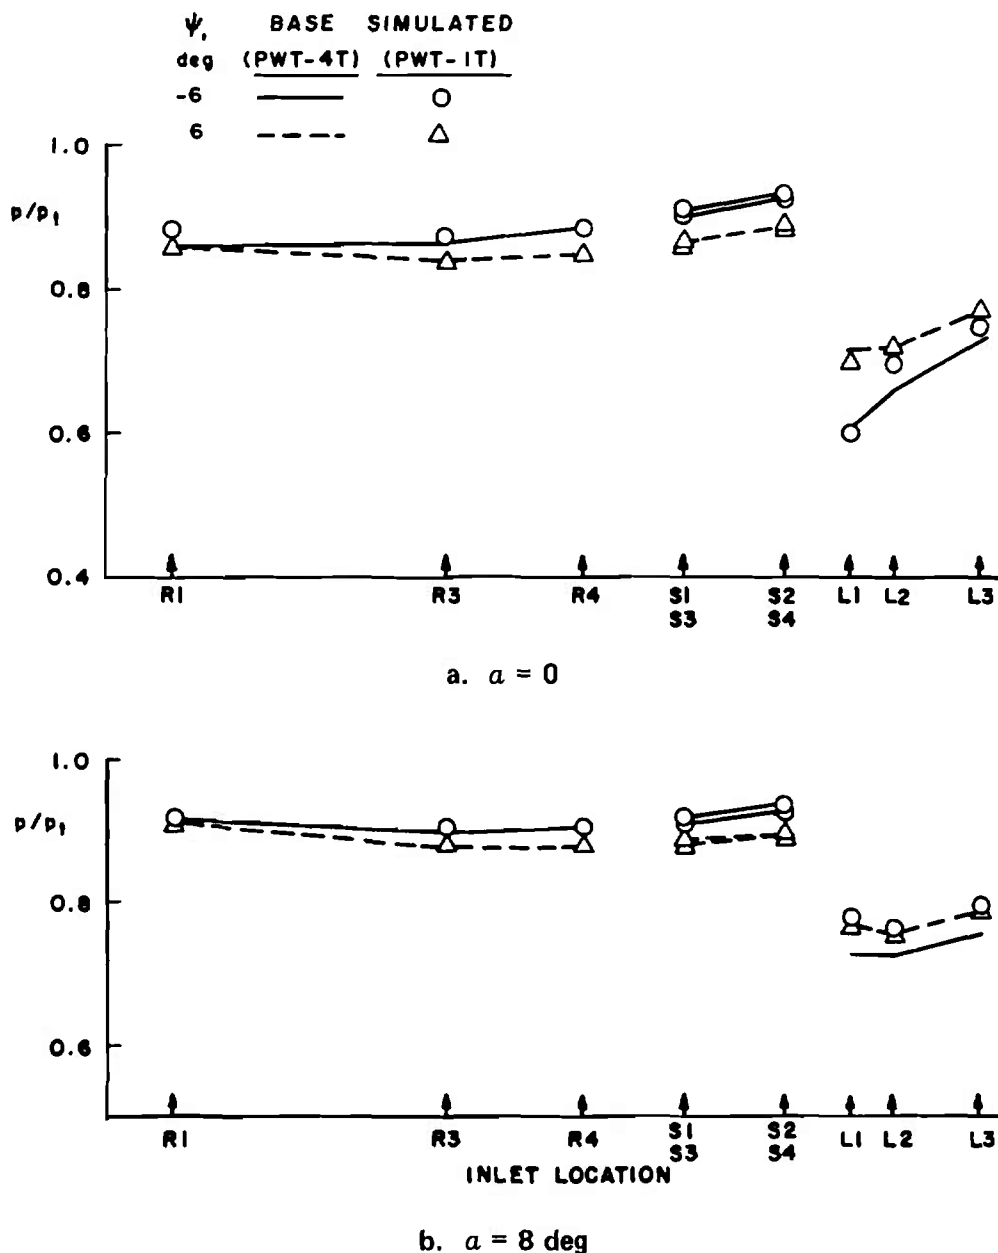 ψ, BASE SIMULATED
deg (PWT-4T) (PWT-1T)
-6
6
1.0
p/pt
0.8
0.6
0.4
R1 R3 R4 S1 S2 L1 L2 L3
S3 S4
a. α = 0
1.0
p/pt
0.8
0.6
R1 R3 R4 S1 S2 L1 L2 L3
S3 S4
INLET LOCATION
b. α = 8 deg